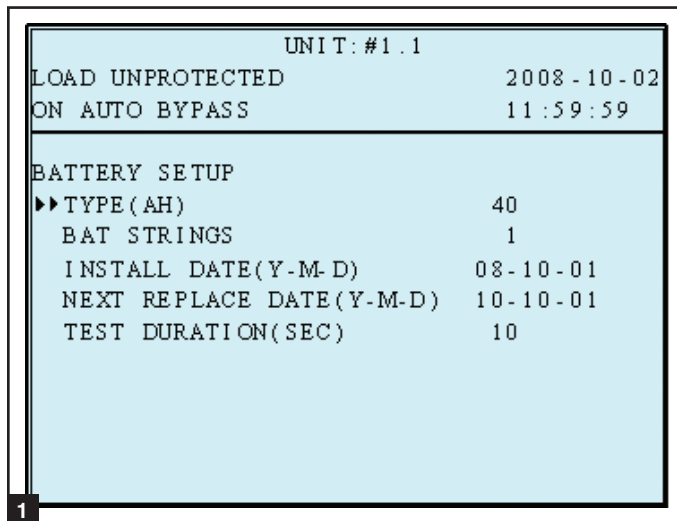 UNIT:#1.1
LOAD UNPROTECTED 2008-10-02
ON AUTO BYPASS 11:59:59
BATTERY SETUP
TYPE(AH) 40
BAT STRINGS 1
INSTALL DATE(Y-M-D) 08-10-01
NEXT REPLACE DATE(Y-M-D) 10-10-01
TEST DURATION(SEC) 10
1